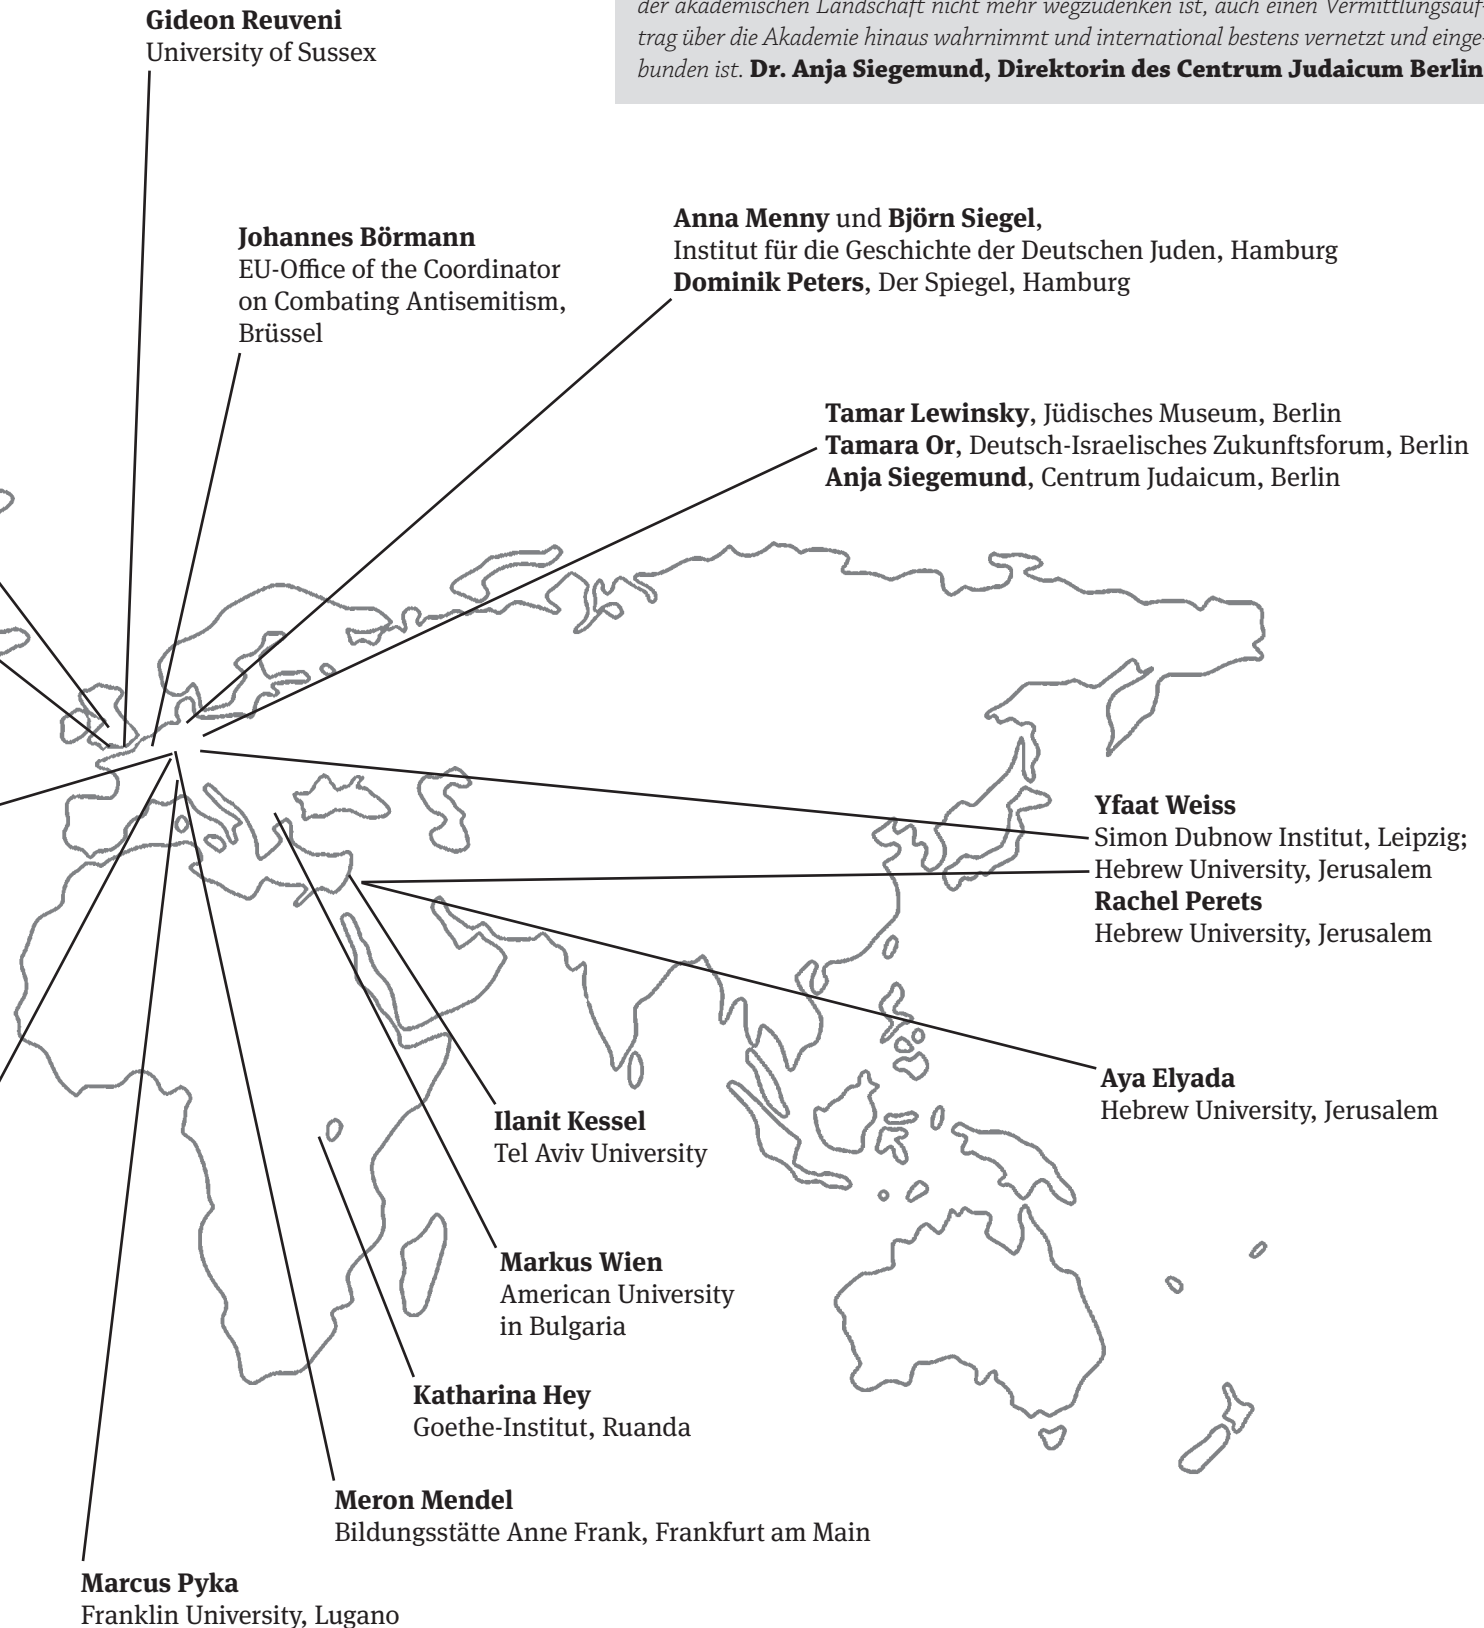 Gideon Reuveni
University of Sussex
der akademischen Landschaft nicht mehr wegzudenken ist, auch einen Vermittlungsauf-
trag über die Akademie hinaus wahrnimmt und international bestens vernetzt und einge-
bunden ist. Dr. Anja Siegemund, Direktorin des Centrum Judaicum Berlin
Johannes Börmann
EU-Office of the Coordinator
on Combating Antisemitism,
Brüssel
Anna Menny und Björn Siegel,
Institut für die Geschichte der Deutschen Juden, Hamburg
Dominik Peters, Der Spiegel, Hamburg
Tamar Lewinsky, Jüdisches Museum, Berlin
Tamara Or, Deutsch-Israelisches Zukunftsforum, Berlin
Anja Siegemund, Centrum Judaicum, Berlin
Yfaat Weiss
Simon Dubnow Institut, Leipzig;
Hebrew University, Jerusalem
Rachel Perets
Hebrew University, Jerusalem
Aya Elyada
Hebrew University, Jerusalem
Ilanit Kessel
Tel Aviv University
Markus Wien
American University
in Bulgaria
Katharina Hey
Goethe-Institut, Ruanda
Meron Mendel
Bildungsstätte Anne Frank, Frankfurt am Main
Marcus Pyka
Franklin University, Lugano